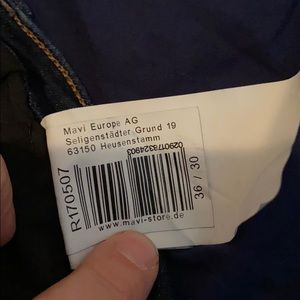 Mavi Europe AG
Seligenstädter Grund 19
63150 Heusenstamm
R170507
36 / 30
www.mavi-store.de